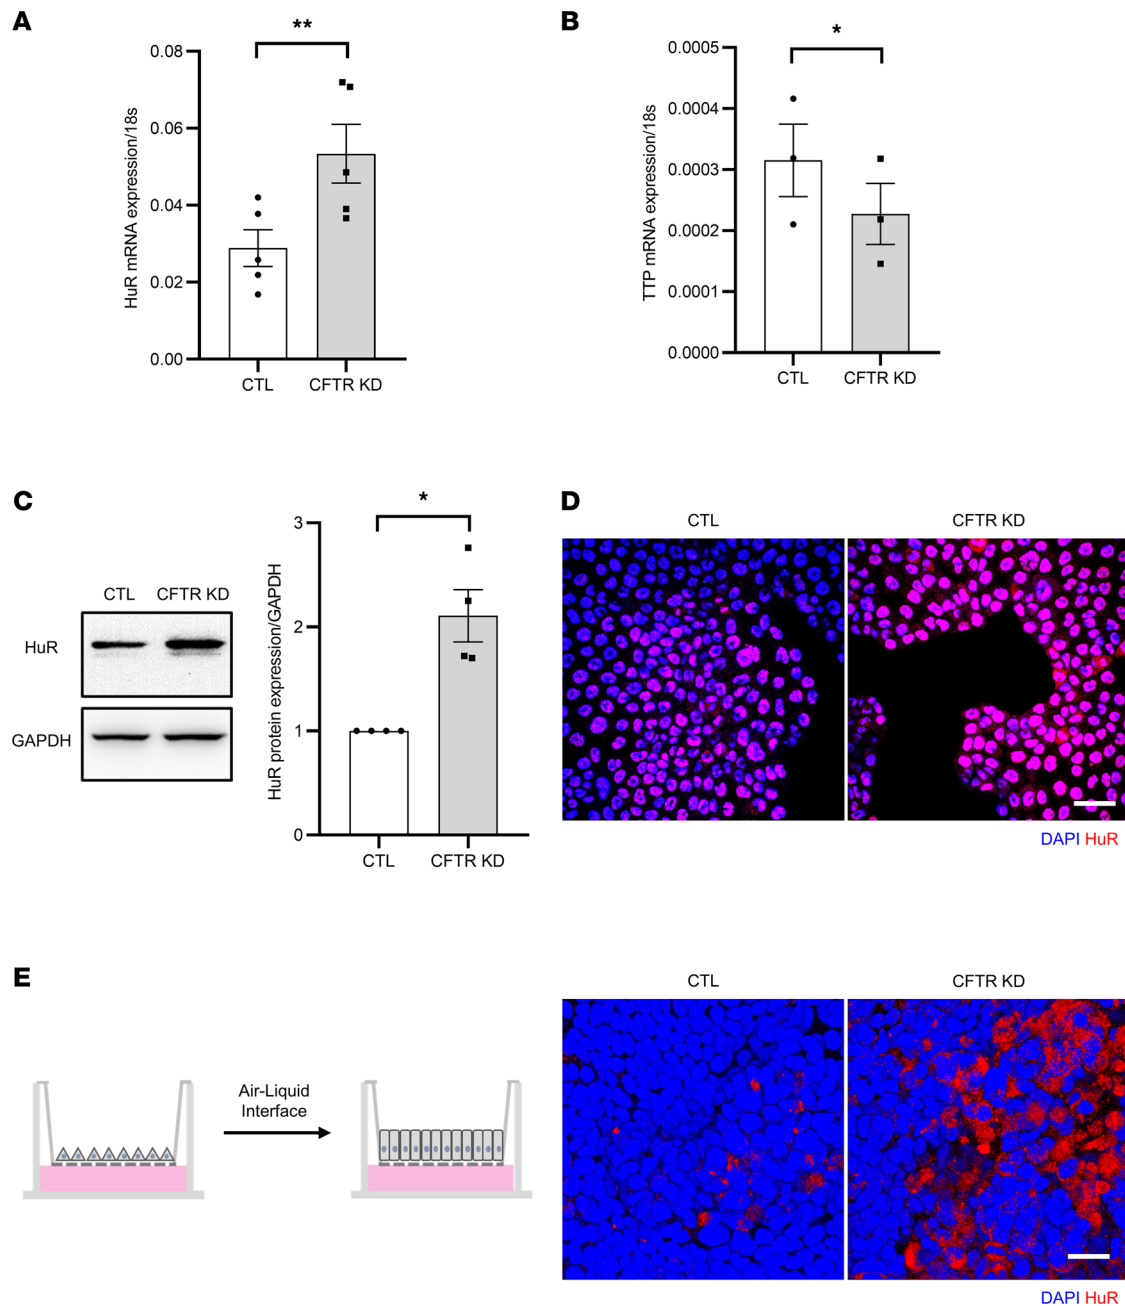 A
**
0.08
0.06
0.04
0.02
0.00
HuR mRNA expression/18s
CTL
CFTR KD
B
*
0.0005
0.0004
0.0003
0.0002
0.0001
0.0000
TTP mRNA expression/18s
CTL
CFTR KD
C
CTL
CFTR KD
HuR
GAPDH
*
3
2
1
0
HuR protein expression/GAPDH
CTL
CFTR KD
D
CTL
CFTR KD
DAPI HuR
E
Air-Liquid
Interface
CTL
CFTR KD
DAPI HuR